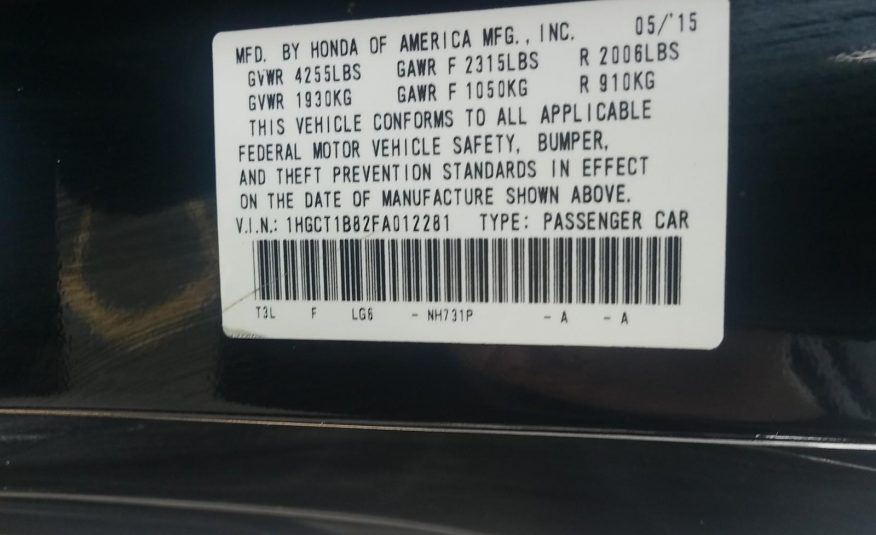 MFD. BY HONDA OF AMERICA MFG., INC. 05/'15
GVWR 4255LBS GAWR F 2315LBS R 2006LBS
GVWR 1930KG GAWR F 1050KG R 910KG
THIS VEHICLE CONFORMS TO ALL APPLICABLE
FEDERAL MOTOR VEHICLE SAFETY, BUMPER,
AND THEFT PREVENTION STANDARDS IN EFFECT
ON THE DATE OF MANUFACTURE SHOWN ABOVE.
V.I.N.: 1HGCT1B82FA012281 TYPE: PASSENGER CAR
T3L F LG6 - NH731P - A - A